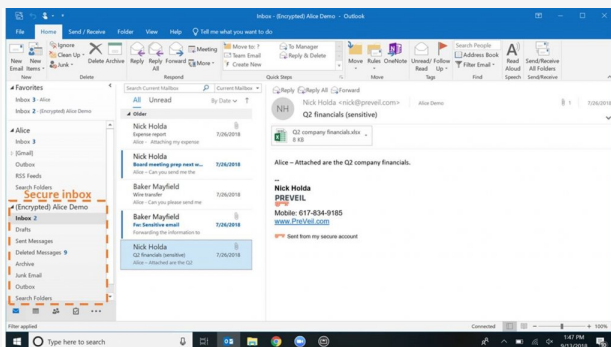 Inbox - (Encrypted) Alice Demo - Outlook
File Home Send / Receive Folder View Help Tell me what you want to do
New Email
New Items
Ignore
Clean Up
Junk
Delete Archive
Reply Reply All Forward
Meeting
More
Move to: ?
Team Email
Create New
To Manager
Reply & Delete
Move Rules OneNote
Unread/ Read
Follow Up
Search People
Address Book
Filter Email
Read Aloud
Send/Receive All Folders
New Delete Respond Quick Steps Move Tags Find Speech Send/Receive
Favorites
Inbox 3 - Alice
Inbox 2 - (Encrypted) Alice Demo
Alice
Inbox 3
[Gmail]
Outbox
RSS Feeds
Search Folders
Secure inbox
(Encrypted) Alice Demo
Inbox 2
Drafts
Sent Messages
Deleted Messages 9
Archive
Junk Email
Outbox
Search Folders
Search Current Mailbox Current Mailbox
All Unread By Date
Older
Nick Holda
Expense report 7/26/2018
Alice - Attaching my expense
Nick Holda
Board meeting prep next w... 7/26/2018
Alice - Can you send me the
Baker Mayfield
Wire transfer 7/26/2018
Alice - Can you please send me
Baker Mayfield
Fw: Sensitive email 7/26/2018
Forwarding the information to
Nick Holda
Q2 financials (sensitive) 7/26/2018
Alice - Attached are the Q2
Reply Reply All Forward
NH
Nick Holda <nick@preveil.com> Alice Demo 1 7/26/2018
Q2 financials (sensitive)
Q2 company financials.xlsx
8 KB
Alice – Attached are the Q2 company financials.
--
Nick Holda
PREVEIL
Mobile: 617-834-9185
www.PreVeil.com
Sent from my secure account
Filter applied Connected 100%
Type here to search
1:47 PM
9/13/2018